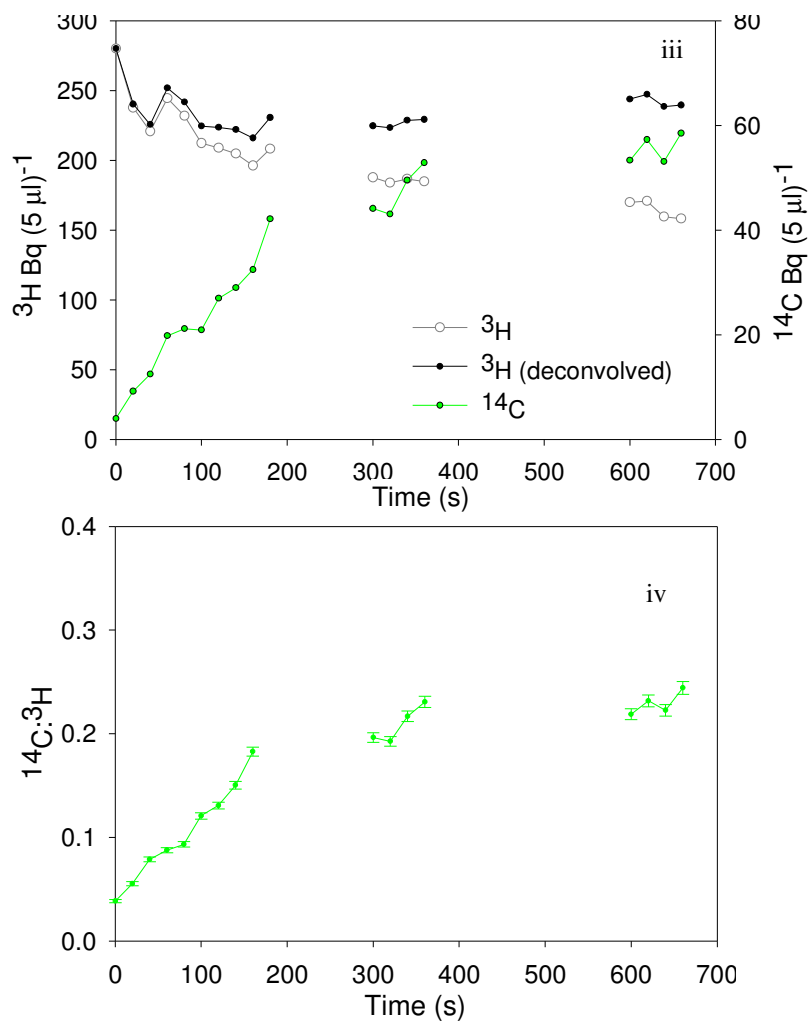 300
80
iii
250
60
200
³H Bq (5 µl)⁻¹
150
40
¹⁴C Bq (5 µl)⁻¹
100
³H
20
³H (deconvolved)
50
¹⁴C
0
0
0 100 200 300 400 500 600 700
Time (s)
0.4
iv
0.3
¹⁴C:³H
0.2
0.1
0.0
0 100 200 300 400 500 600 700
Time (s)